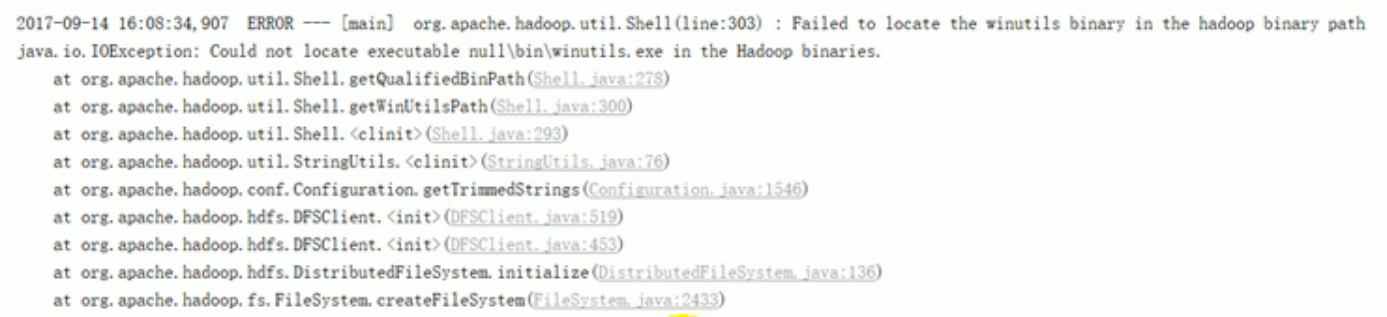 2017-09-14 16:08:34,907  ERROR --- [main]  org.apache.hadoop.util.Shell(line:303) : Failed to locate the winutils binary in the hadoop binary path
java.io.IOException: Could not locate executable null\bin\winutils.exe in the Hadoop binaries.
    at org.apache.hadoop.util.Shell.getQualifiedBinPath(Shell.java:278)
    at org.apache.hadoop.util.Shell.getWinUtilsPath(Shell.java:300)
    at org.apache.hadoop.util.Shell.<clinit>(Shell.java:293)
    at org.apache.hadoop.util.StringUtils.<clinit>(StringUtils.java:76)
    at org.apache.hadoop.conf.Configuration.getTrimmedStrings(Configuration.java:1546)
    at org.apache.hadoop.hdfs.DFSClient.<init>(DFSClient.java:519)
    at org.apache.hadoop.hdfs.DFSClient.<init>(DFSClient.java:453)
    at org.apache.hadoop.hdfs.DistributedFileSystem.initialize(DistributedFileSystem.java:136)
    at org.apache.hadoop.fs.FileSystem.createFileSystem(FileSystem.java:2433)